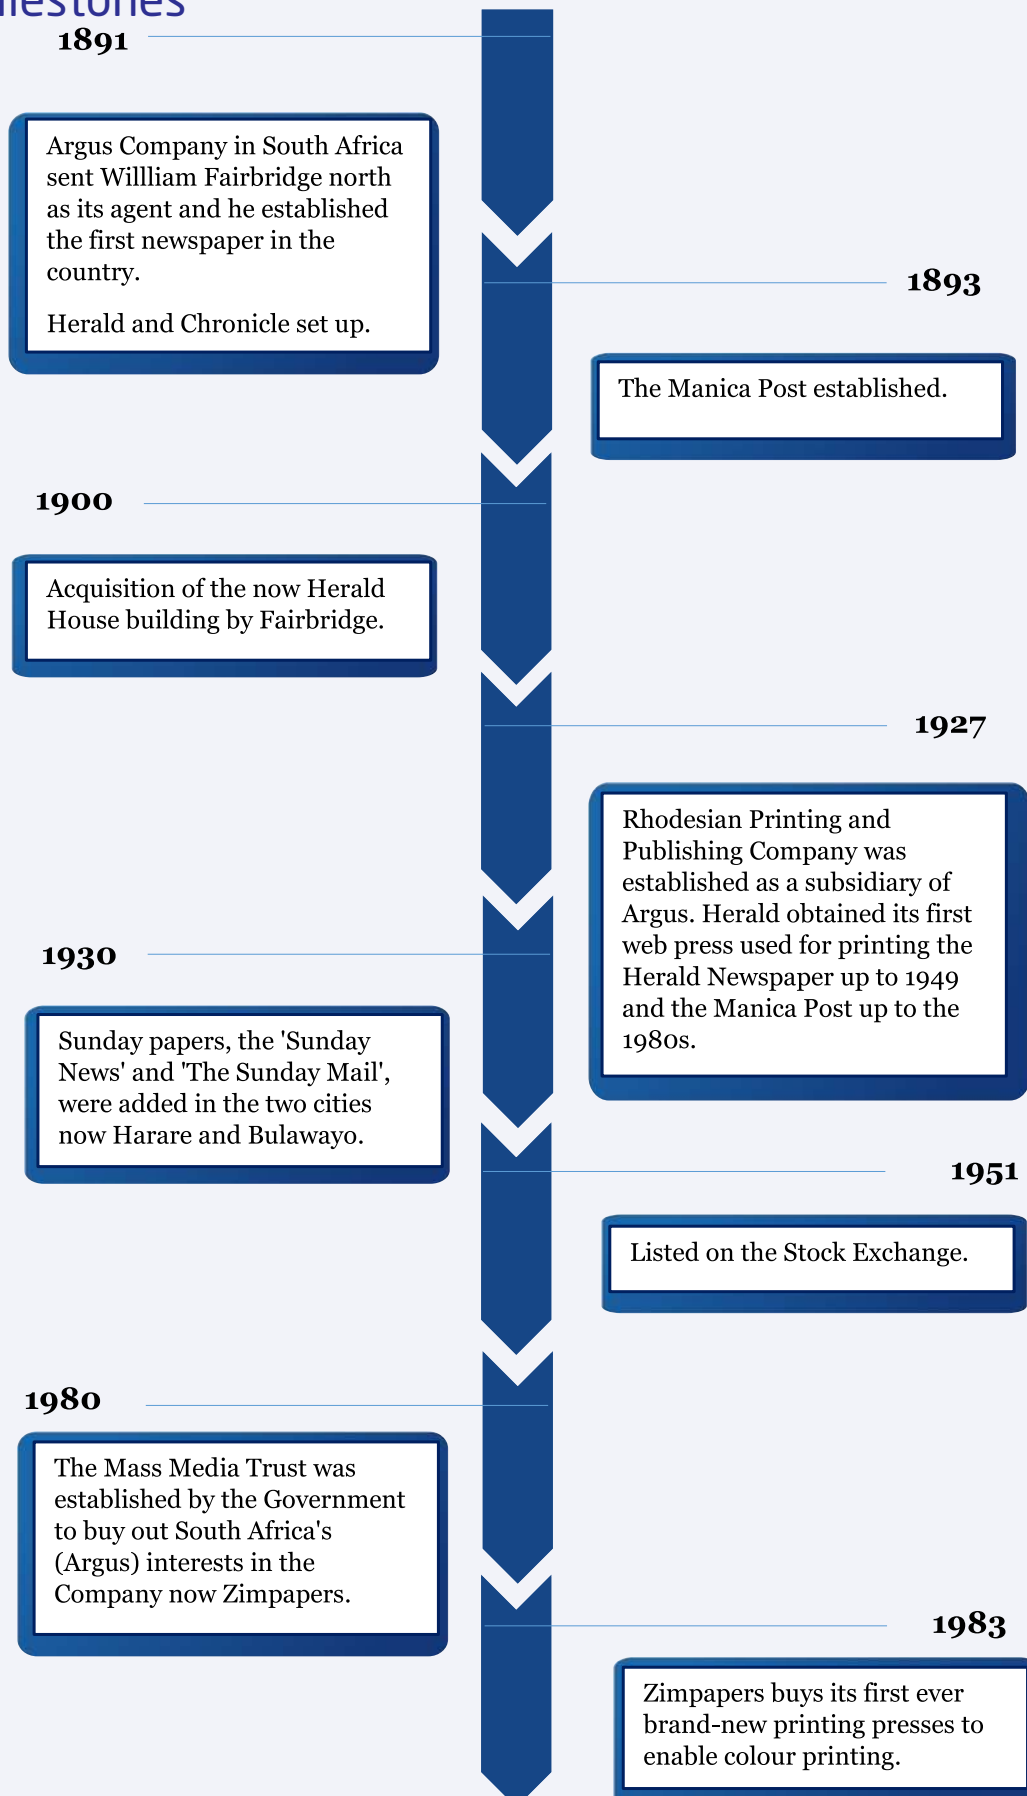 1891
Argus Company in South Africa
sent Willliam Fairbridge north
as its agent and he established
the first newspaper in the
country.
Herald and Chronicle set up.
1893
The Manica Post established.
1900
Acquisition of the now Herald
House building by Fairbridge.
1927
Rhodesian Printing and
Publishing Company was
established as a subsidiary of
Argus. Herald obtained its first
web press used for printing the
Herald Newspaper up to 1949
and the Manica Post up to the
1980s.
1930
Sunday papers, the 'Sunday
News' and 'The Sunday Mail',
were added in the two cities
now Harare and Bulawayo.
1951
Listed on the Stock Exchange.
1980
The Mass Media Trust was
established by the Government
to buy out South Africa's
(Argus) interests in the
Company now Zimpapers.
1983
Zimpapers buys its first ever
brand-new printing presses to
enable colour printing.